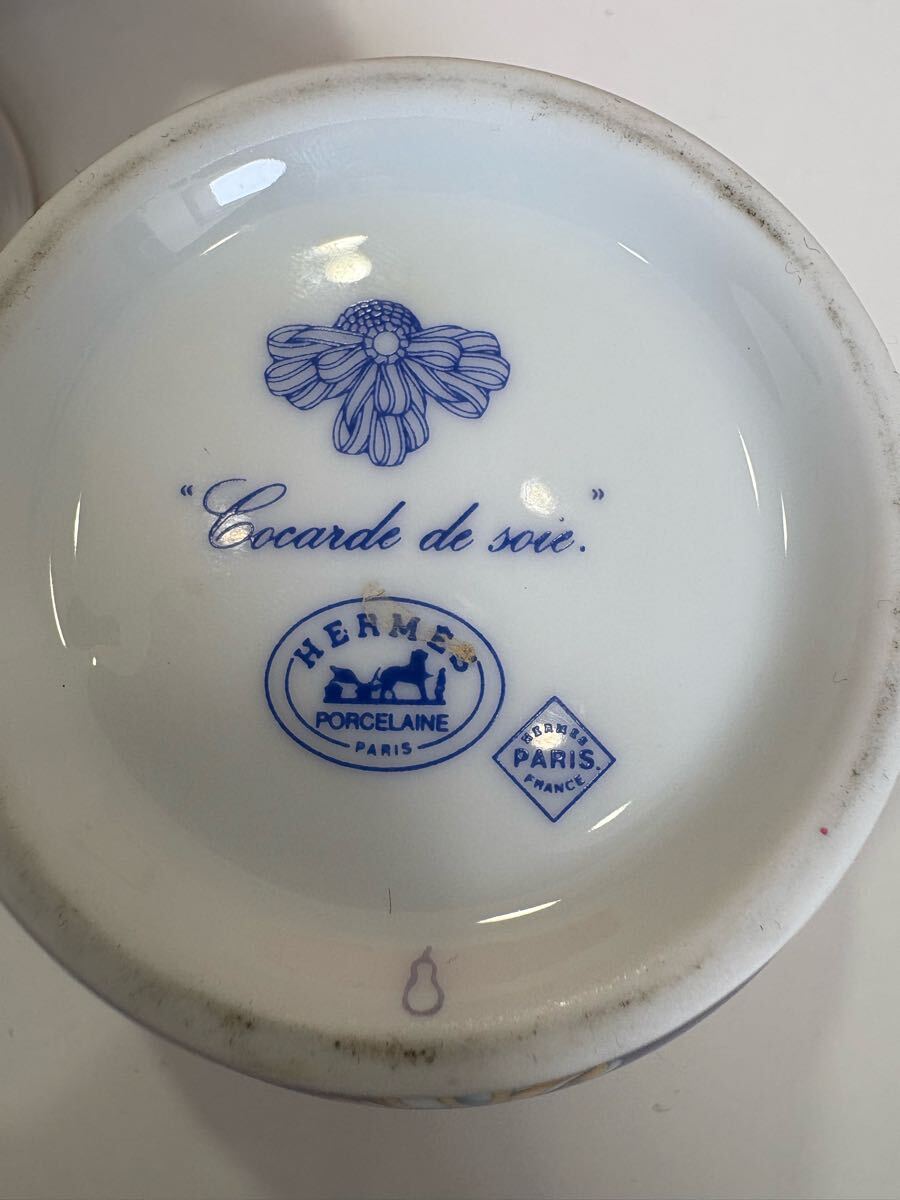 “Cocarde de soie.”
HERMES
PORCELAINE
PARIS
HERMES
PARIS.
FRANCE